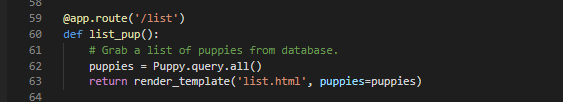 58
59 @app.route('/list')
60 def list_pup():
61     # Grab a list of puppies from database.
62     puppies = Puppy.query.all()
63     return render_template('list.html', puppies=puppies)
64